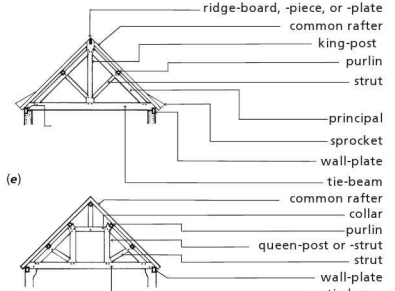 ridge-board, -piece, or -plate
common rafter
king-post
purlin
strut
principal
sprocket
wall-plate
(e)
tie-beam
common rafter
collar
purlin
queen-post or -strut
strut
wall-plate